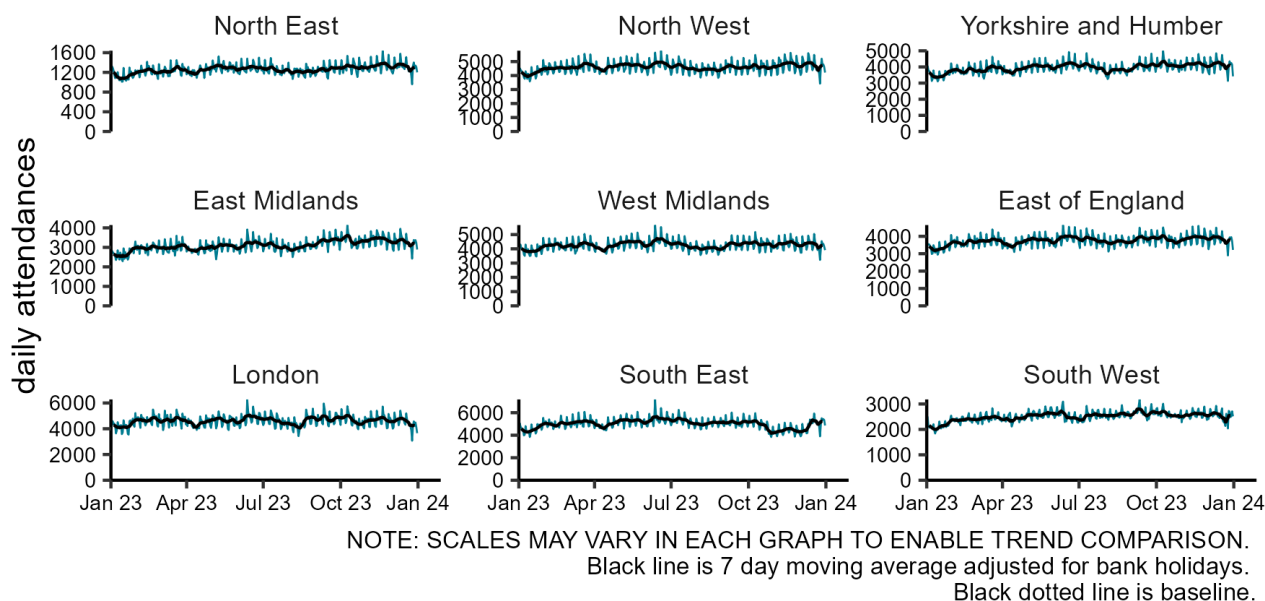 North East North West Yorkshire and Humber
1600 5000 5000
1200 4000 4000
800 3000 3000
400 2000 2000
0 1000 1000
0 0
daily attendances
East Midlands West Midlands East of England
4000 5000 4000
3000 4000 3000
2000 3000 2000
1000 2000 1000
0 1000 0
0
London South East South West
6000 6000 3000
4000 4000 2000
2000 2000 1000
0 0 0
Jan 23 Apr 23 Jul 23 Oct 23 Jan 24 Jan 23 Apr 23 Jul 23 Oct 23 Jan 24 Jan 23 Apr 23 Jul 23 Oct 23 Jan 24
NOTE: SCALES MAY VARY IN EACH GRAPH TO ENABLE TREND COMPARISON.
Black line is 7 day moving average adjusted for bank holidays.
Black dotted line is baseline.